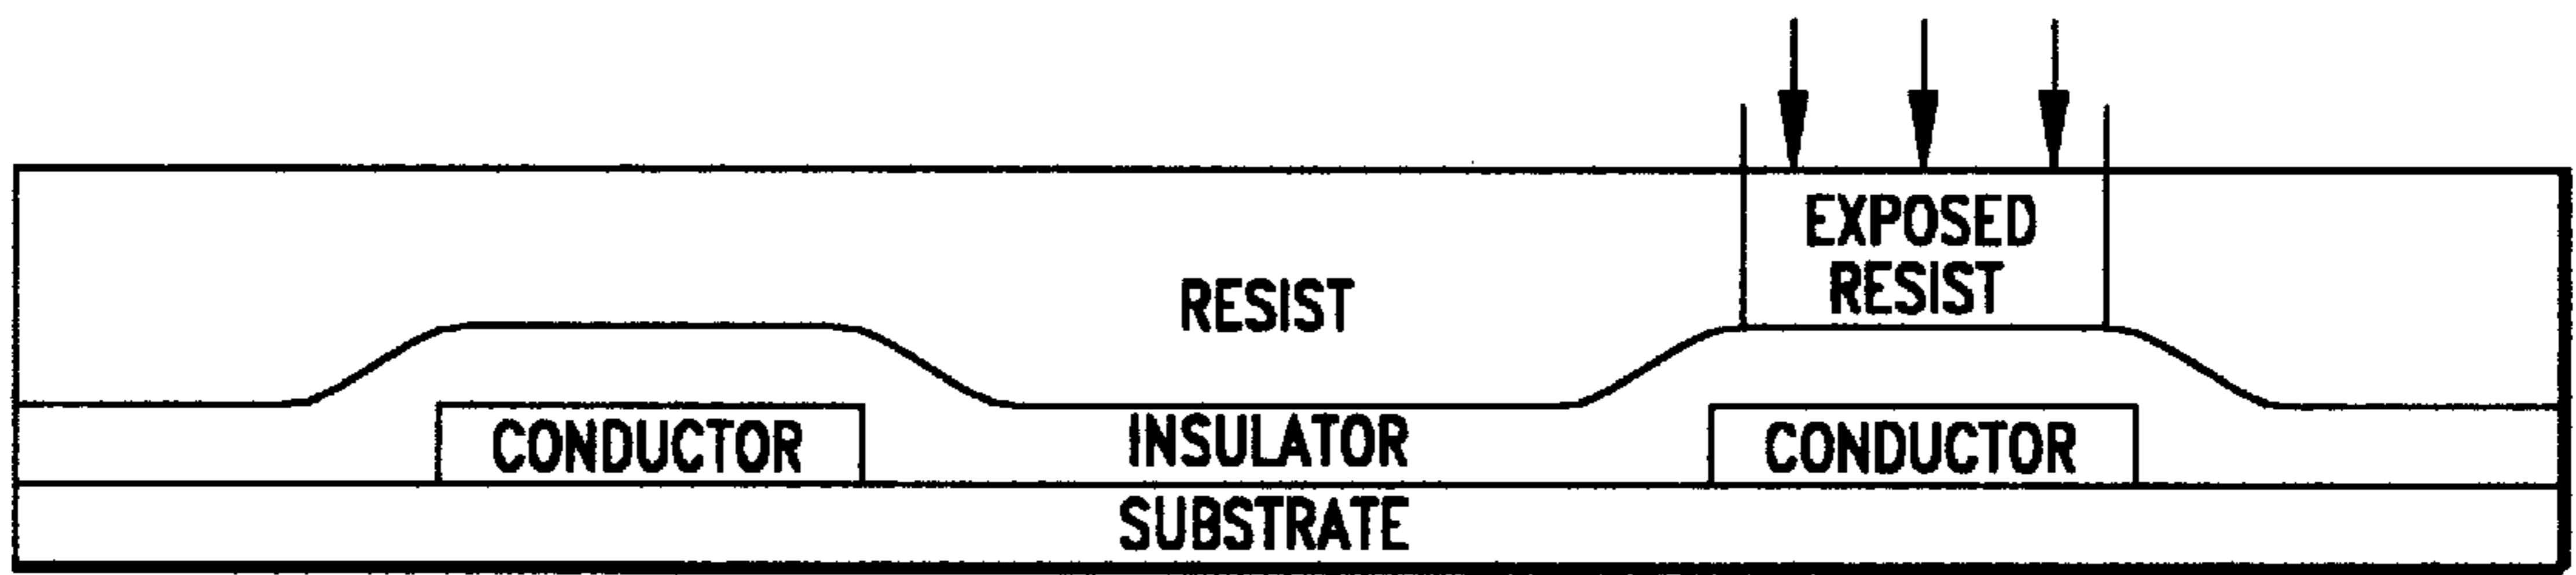 EXPOSED
RESIST
RESIST
CONDUCTOR
INSULATOR
CONDUCTOR
SUBSTRATE